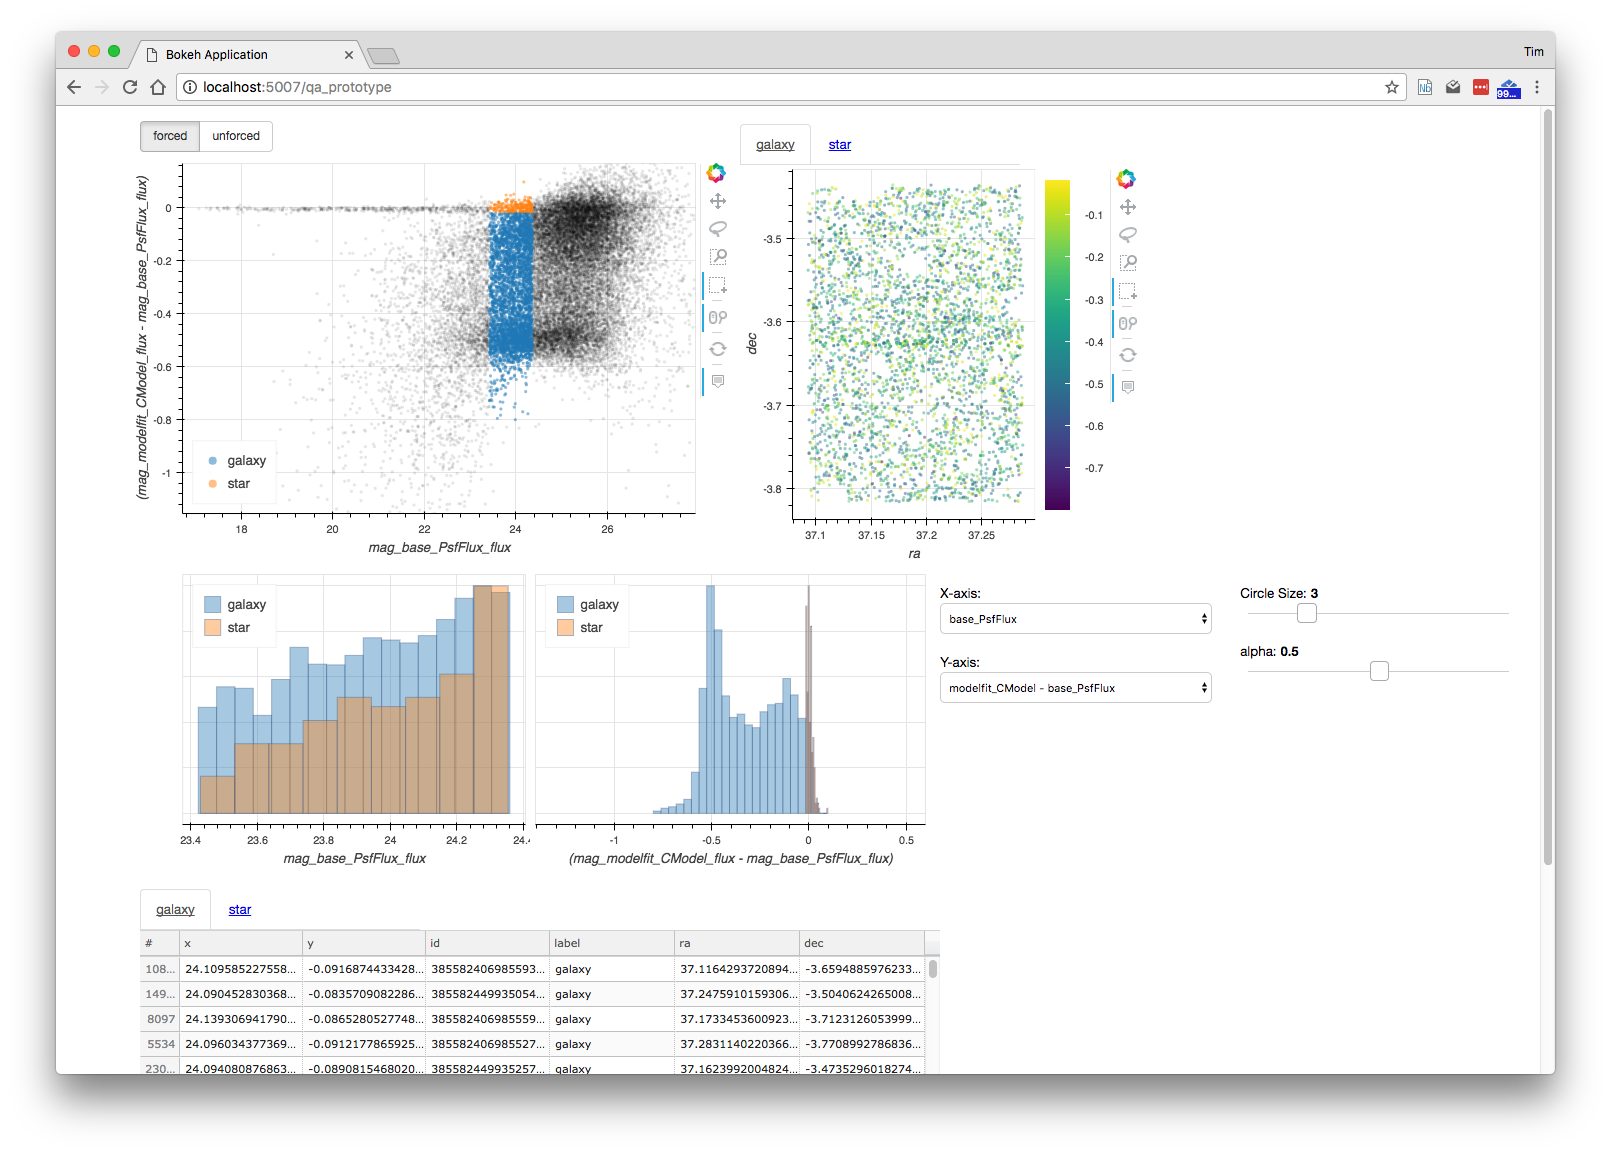 Bokeh Application
Tim
localhost:5007/qa_prototype
Nb
99...
forced unforced
(mag_modelfit_CModel_flux - mag_base_PsfFlux_flux)
0
-0.2
-0.4
-0.6
-0.8
-1
galaxy
star
18 20 22 24 26
mag_base_PsfFlux_flux
galaxy star
dec
-3.5
-3.6
-3.7
-3.8
37.1 37.15 37.2 37.25
ra
-0.1
-0.2
-0.3
-0.4
-0.5
-0.6
-0.7
galaxy
star
23.4 23.6 23.8 24 24.2 24.4
mag_base_PsfFlux_flux
galaxy
star
-1 -0.5 0 0.5
(mag_modelfit_CModel_flux - mag_base_PsfFlux_flux)
X-axis:
base_PsfFlux
Y-axis:
modelfit_CModel - base_PsfFlux
Circle Size: 3
alpha: 0.5
galaxy star
# x y id label ra dec
108... 24.109585227558... -0.0916874433428... 385582406985593... galaxy 37.1164293720894... -3.6594885976233...
149... 24.090452830368... -0.0835709082286... 385582449935054... galaxy 37.2475910159306... -3.5040624265008...
8097 24.139306941790... -0.0865280527748... 385582406985559... galaxy 37.1733453600923... -3.7123126053999...
5534 24.096034377369... -0.0912177865925... 385582406985527... galaxy 37.2831140220366... -3.7708992786836...
230... 24.094080876863... -0.0890815468020... 385582449935257... galaxy 37.1623992004824... -3.4735296018274...